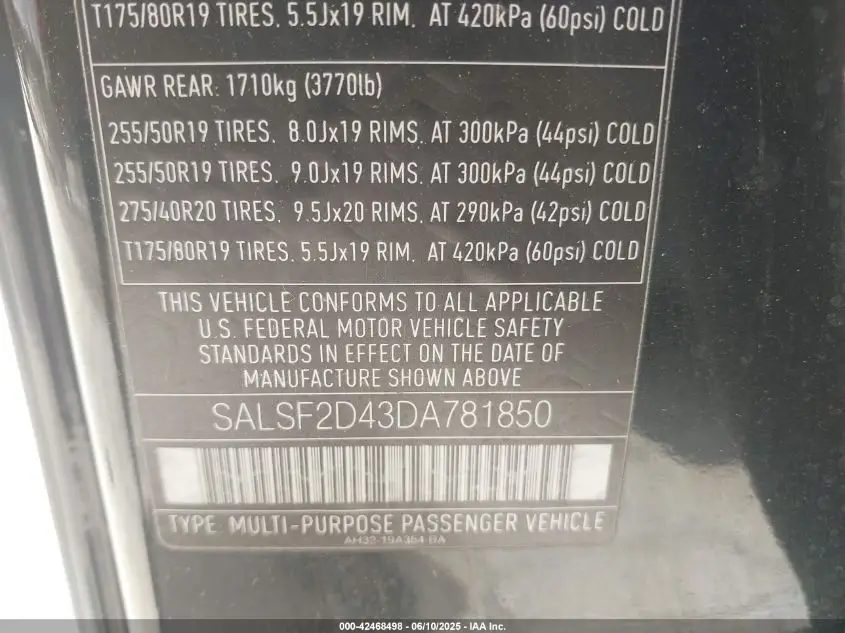 T175/80R19 TIRES, 5.5Jx19 RIM, AT 420kPa (60psi) COLD
GAWR REAR: 1710kg (3770lb)
255/50R19 TIRES, 8.0Jx19 RIMS, AT 300kPa (44psi) COLD
255/50R19 TIRES, 9.0Jx19 RIMS, AT 300kPa (44psi) COLD
275/40R20 TIRES, 9.5Jx20 RIMS, AT 290kPa (42psi) COLD
T175/80R19 TIRES, 5.5Jx19 RIM, AT 420kPa (60psi) COLD
THIS VEHICLE CONFORMS TO ALL APPLICABLE
U.S. FEDERAL MOTOR VEHICLE SAFETY
STANDARDS IN EFFECT ON THE DATE OF
MANUFACTURE SHOWN ABOVE
SALSF2D43DA781850
TYPE: MULTI-PURPOSE PASSENGER VEHICLE
AH32-19A354-BA
000-42468498 - 06/10/2025 - IAA Inc.